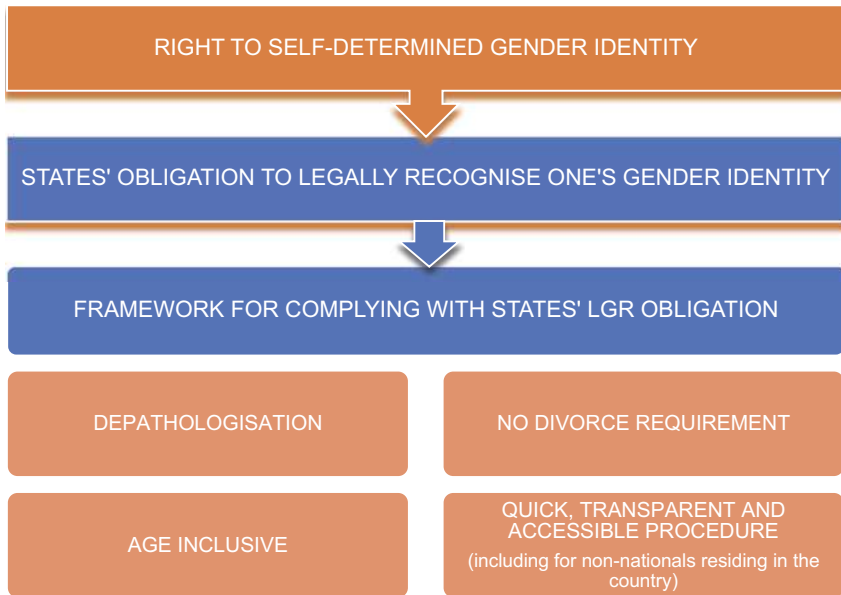 RIGHT TO SELF-DETERMINED GENDER IDENTITY
STATES' OBLIGATION TO LEGALLY RECOGNISE ONE'S GENDER IDENTITY
FRAMEWORK FOR COMPLYING WITH STATES' LGR OBLIGATION
DEPATHOLOGISATION
NO DIVORCE REQUIREMENT
AGE INCLUSIVE
QUICK, TRANSPARENT AND
ACCESSIBLE PROCEDURE
(including for non-nationals residing in the
country)